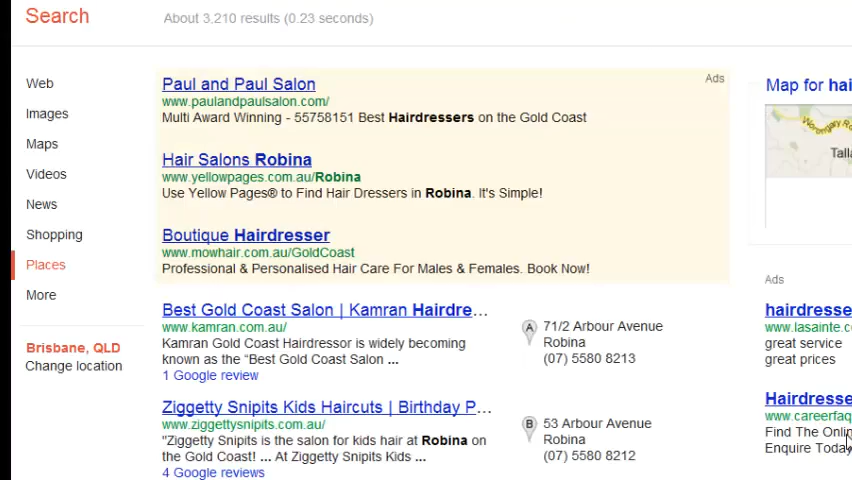 Search
About 3,210 results (0.23 seconds)
Web
Images
Maps
Videos
News
Shopping
Places
More
Brisbane, QLD
Change location
Ads
Paul and Paul Salon
www.paulandpaulsalon.com/
Multi Award Winning - 55758151 Best Hairdressers on the Gold Coast
Hair Salons Robina
www.yellowpages.com.au/Robina
Use Yellow Pages® to Find Hair Dressers in Robina. It's Simple!
Boutique Hairdresser
www.mowhair.com.au/GoldCoast
Professional & Personalised Hair Care For Males & Females. Book Now!
Best Gold Coast Salon | Kamran Hairdre...
www.kamran.com.au/
Kamran Gold Coast Hairdressor is widely becoming
known as the “Best Gold Coast Salon ...
1 Google review
A
71/2 Arbour Avenue
Robina
(07) 5580 8213
Ziggetty Snipits Kids Haircuts | Birthday P...
www.ziggettysnipits.com.au/
"Ziggetty Snipits is the salon for kids hair at Robina on
the Gold Coast! ... At Ziggetty Snipits Kids ...
4 Google reviews
B
53 Arbour Avenue
Robina
(07) 5580 8212
Map for hai
Talla
Ads
hairdresse
www.lasainte.c
great service
great prices
Hairdresse
www.careerfaq
Find The Onlin
Enquire Today